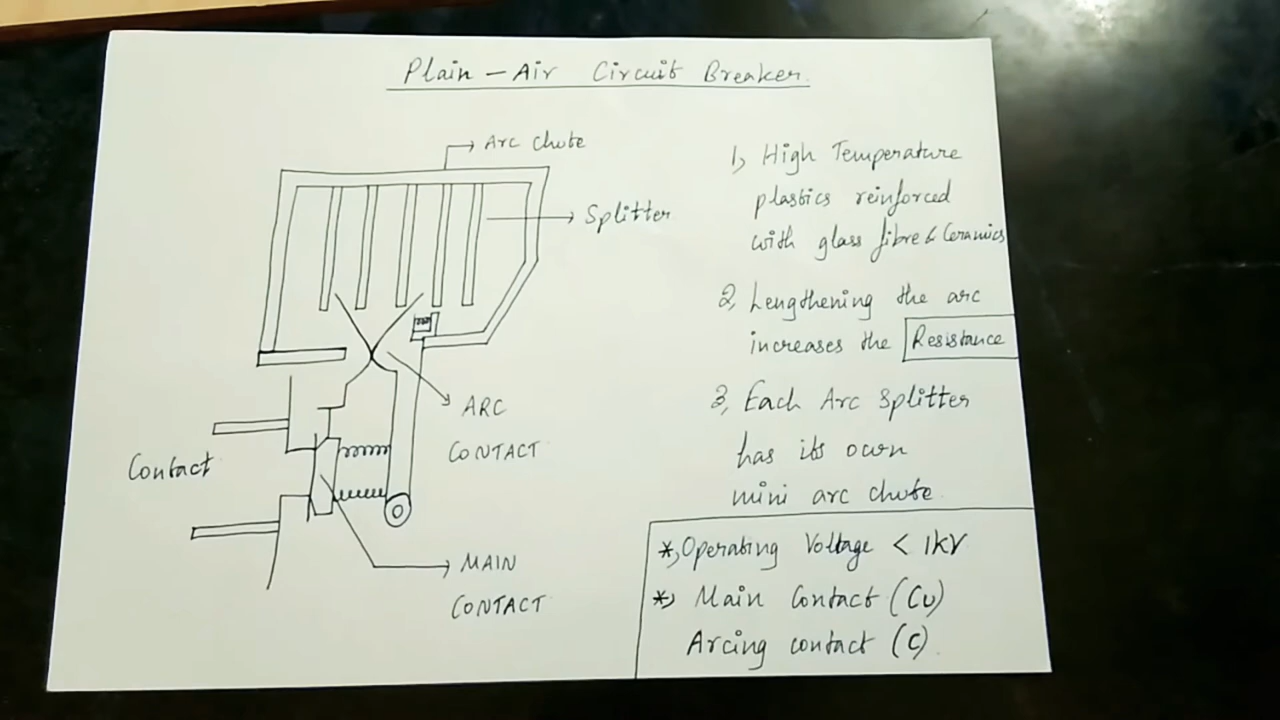 Plain - Air Circuit Breaker.
Arc chute
Splitter
ARC
CONTACT
Contact
MAIN
CONTACT
1, High Temperature
plastics reinforced
with glass fibre & Ceramics
2, Lengthening the arc
increases the Resistance
3, Each Arc Splitter
has its own
mini arc chute.
*, Operating Voltage < 1kV
*, Main Contact (Cu)
Arcing contact (C)